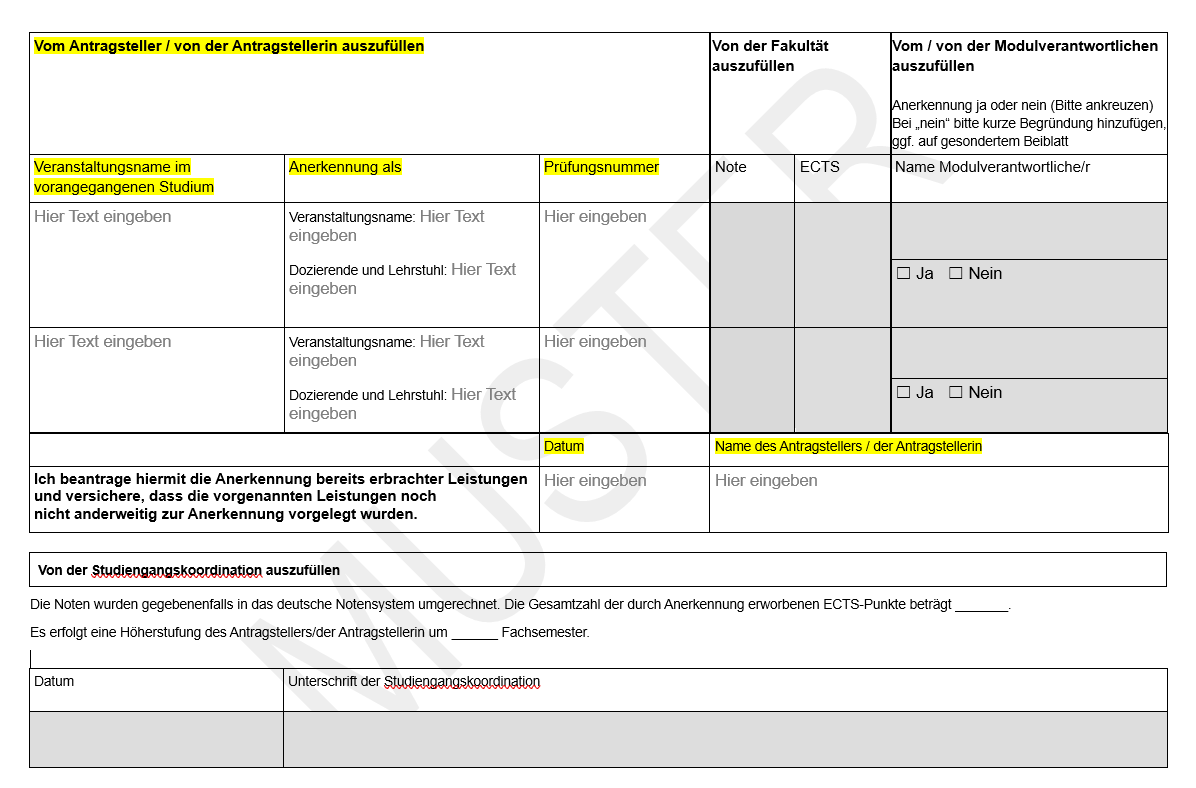 Vom Antragsteller / von der Antragstellerin auszufüllen
Von der Fakultät
auszufüllen
Vom / von der Modulverantwortlichen
auszufüllen
Anerkennung ja oder nein (Bitte ankreuzen)
Bei „nein“ bitte kurze Begründung hinzufügen,
ggf. auf gesondertem Beiblatt
Veranstaltungsname im
vorangegangenen Studium
Anerkennung als
Prüfungsnummer
Note
ECTS
Name Modulverantwortliche/r
Hier Text eingeben
Veranstaltungsname: Hier Text
eingeben
Dozierende und Lehrstuhl: Hier Text
eingeben
Hier eingeben
☐ Ja ☐ Nein
Hier Text eingeben
Veranstaltungsname: Hier Text
eingeben
Dozierende und Lehrstuhl: Hier Text
eingeben
Hier eingeben
☐ Ja ☐ Nein
Datum
Name des Antragstellers / der Antragstellerin
Ich beantrage hiermit die Anerkennung bereits erbrachter Leistungen
und versichere, dass die vorgenannten Leistungen noch
nicht anderweitig zur Anerkennung vorgelegt wurden.
Hier eingeben
Hier eingeben
Von der Studiengangskoordination auszufüllen
Die Noten wurden gegebenenfalls in das deutsche Notensystem umgerechnet. Die Gesamtzahl der durch Anerkennung erworbenen ECTS-Punkte beträgt _______.
Es erfolgt eine Höherstufung des Antragstellers/der Antragstellerin um ______ Fachsemester.
Datum
Unterschrift der Studiengangskoordination
MUSTER